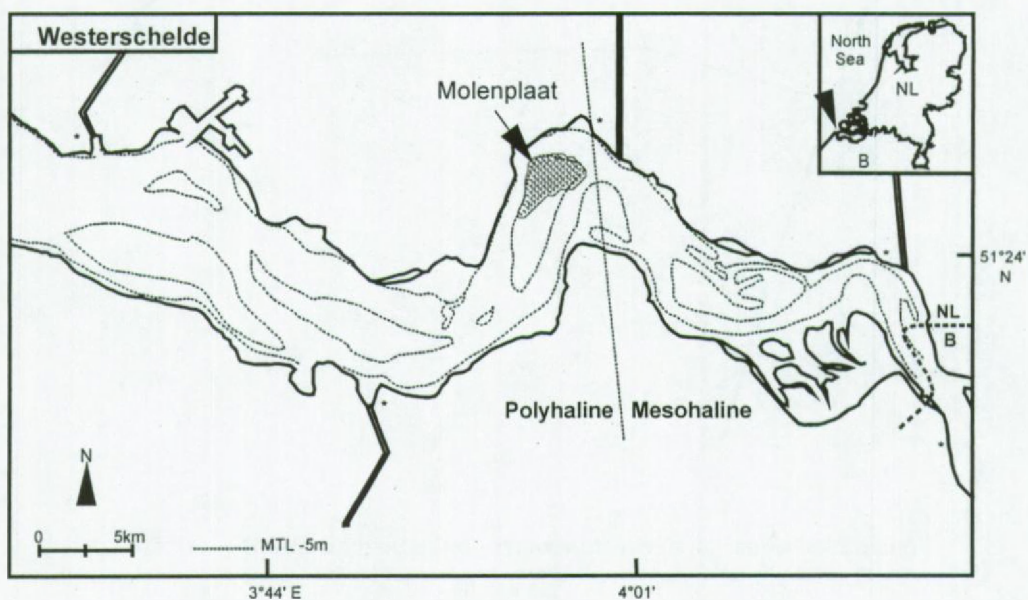 Westerschelde
Molenplaat
North
Sea
NL
B
51°24'
N
NL
B
Polyhaline Mesohaline
N
0 5km
MTL-5m
3°44' E
4°01'